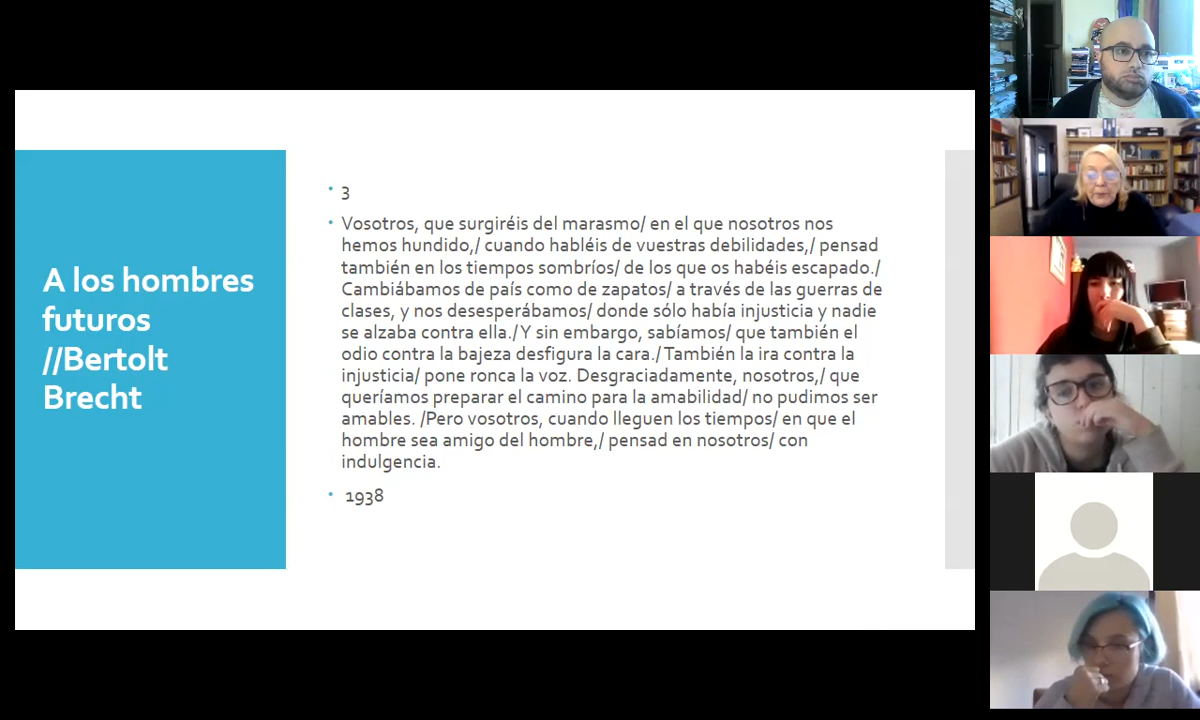 A los hombres
futuros
//Bertolt
Brecht
3
Vosotros, que surgiréis del marasmo/ en el que nosotros nos
hemos hundido,/ cuando habléis de vuestras debilidades,/ pensad
también en los tiempos sombríos/ de los que os habéis escapado./
Cambiábamos de país como de zapatos/ a través de las guerras de
clases, y nos desesperábamos/ donde sólo había injusticia y nadie
se alzaba contra ella./ Y sin embargo, sabíamos/ que también el
odio contra la bajeza desfigura la cara./ También la ira contra la
injusticia/ pone ronca la voz. Desgraciadamente, nosotros,/ que
queríamos preparar el camino para la amabilidad/ no pudimos ser
amables. /Pero vosotros, cuando lleguen los tiempos/ en que el
hombre sea amigo del hombre,/ pensad en nosotros/ con
indulgencia.
1938